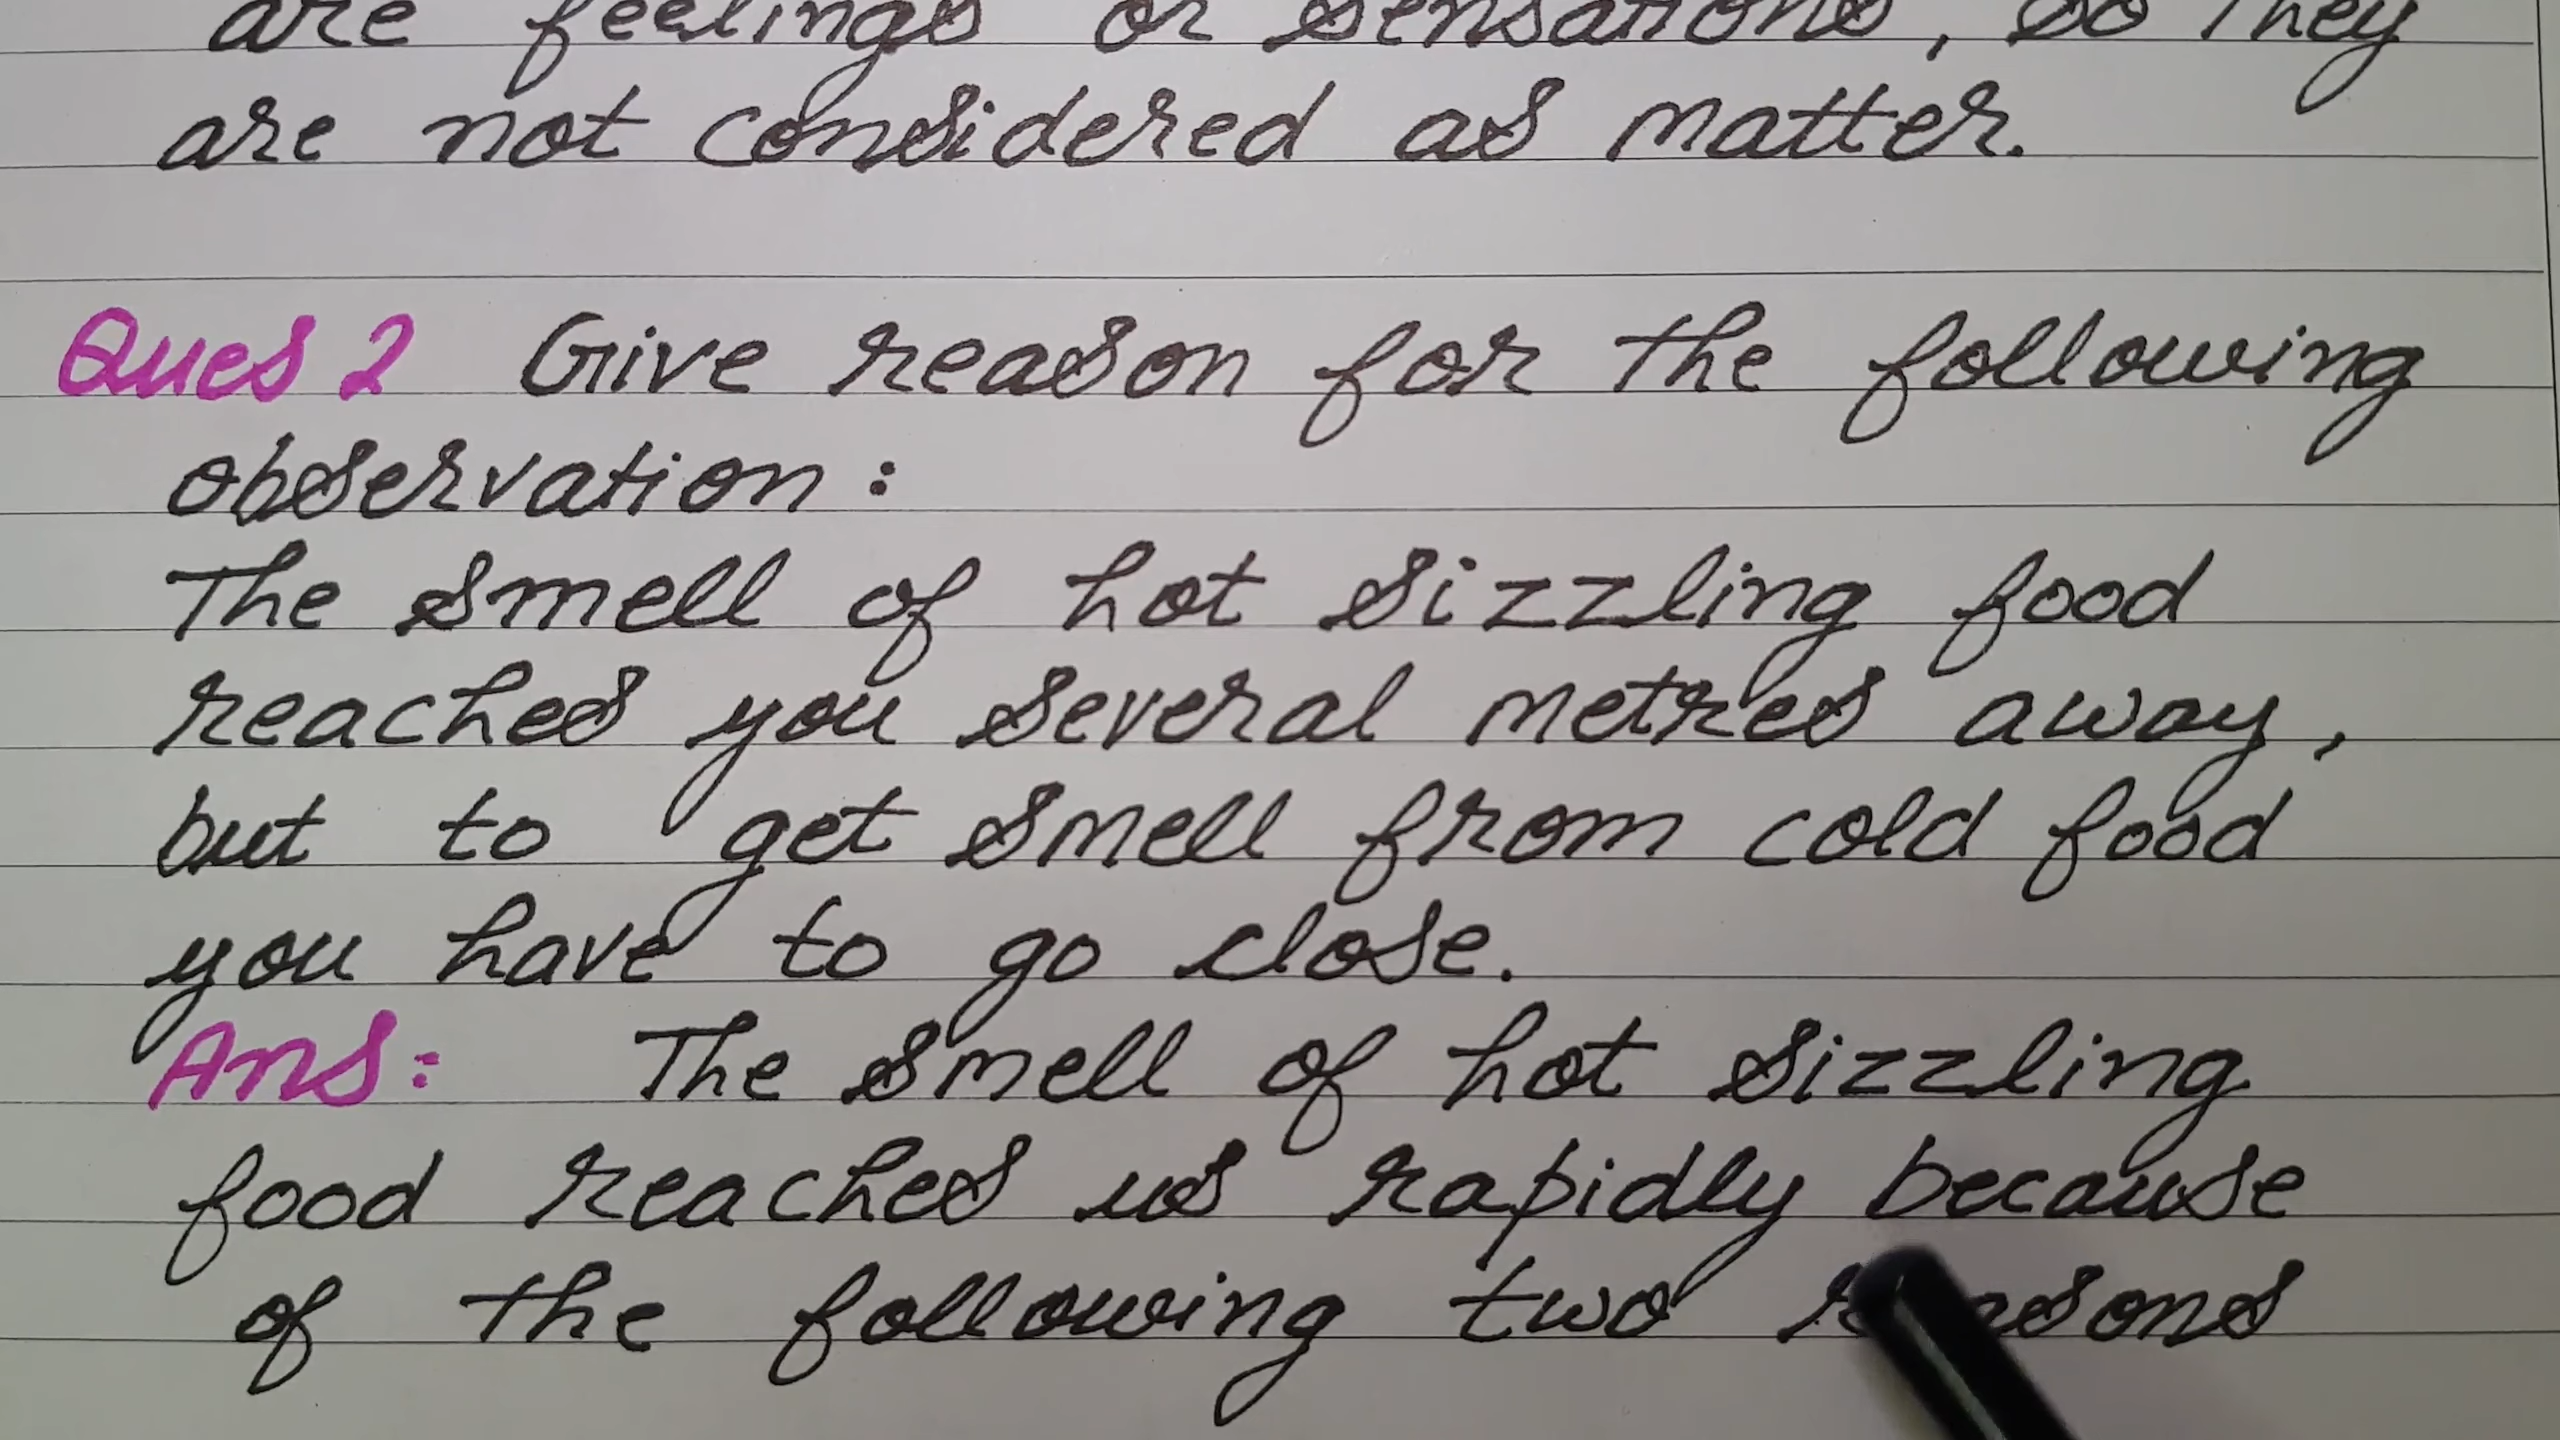 are feelings or sensations, so they
are not considered as matter.
Ques 2 Give reason for the following
observation:
The smell of hot sizzling food
reaches you several metres away,
but to get smell from cold food
you have to go close.
Ans: The smell of hot sizzling
food reaches us rapidly because
of the following two reasons